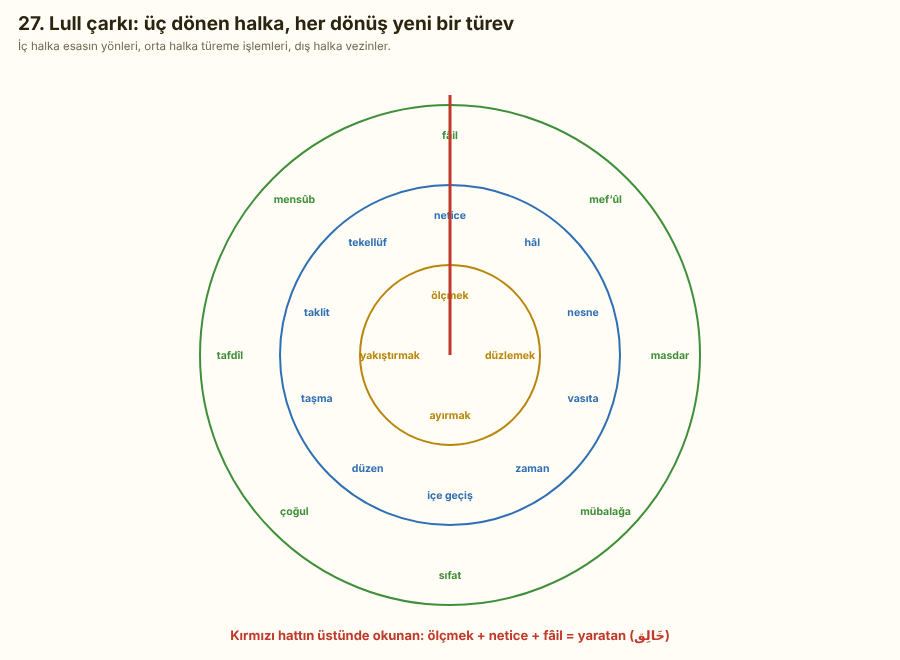 27. Lull çarkı: üç dönen halka, her dönüş yeni bir türev
İç halka esasın yönleri, orta halka türeme işlemleri, dış halka vezinler.
fâil
mensûb
mef'ûl
netice
tekellüf
hâl
ölçmek
taklit
nesne
tafdîl
yakıştırmak
düzlemek
masdar
taşma
vasıta
ayırmak
düzen
zaman
içe geçiş
çoğul
mübalağa
sıfat
Kırmızı hattın üstünde okunan: ölçmek + netice + fâil = yaratan (خَالِق)